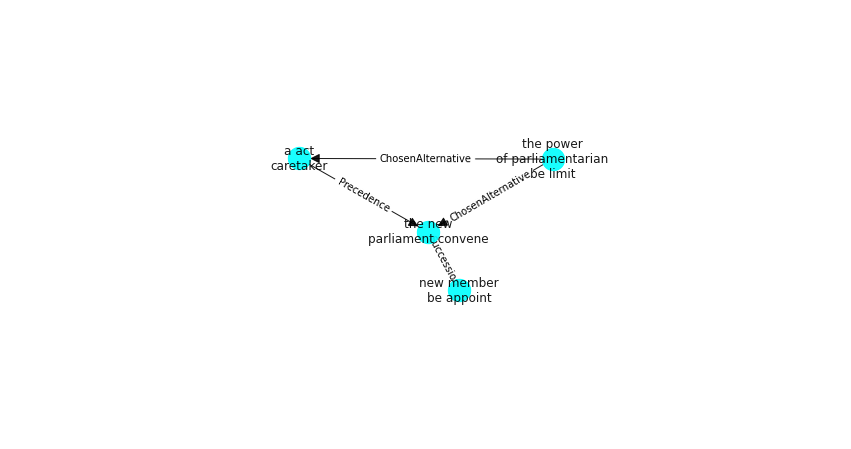 the power
a act
caretaker
ChosenAlternative
of parliamentarian
be limit
Precedence
ChosenAlternative
the new
parliament convene
new member
be appoint